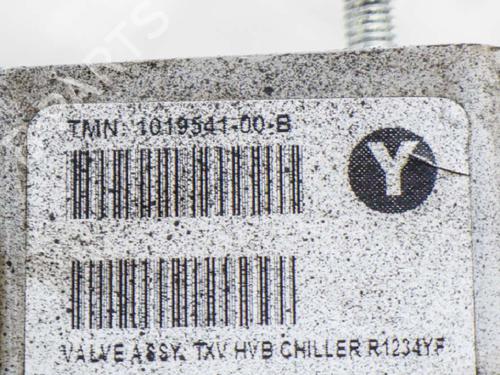 TMN: 1019541-00-B
Y
VALVE ASSY, TXV HVB CHILLER R1234YF